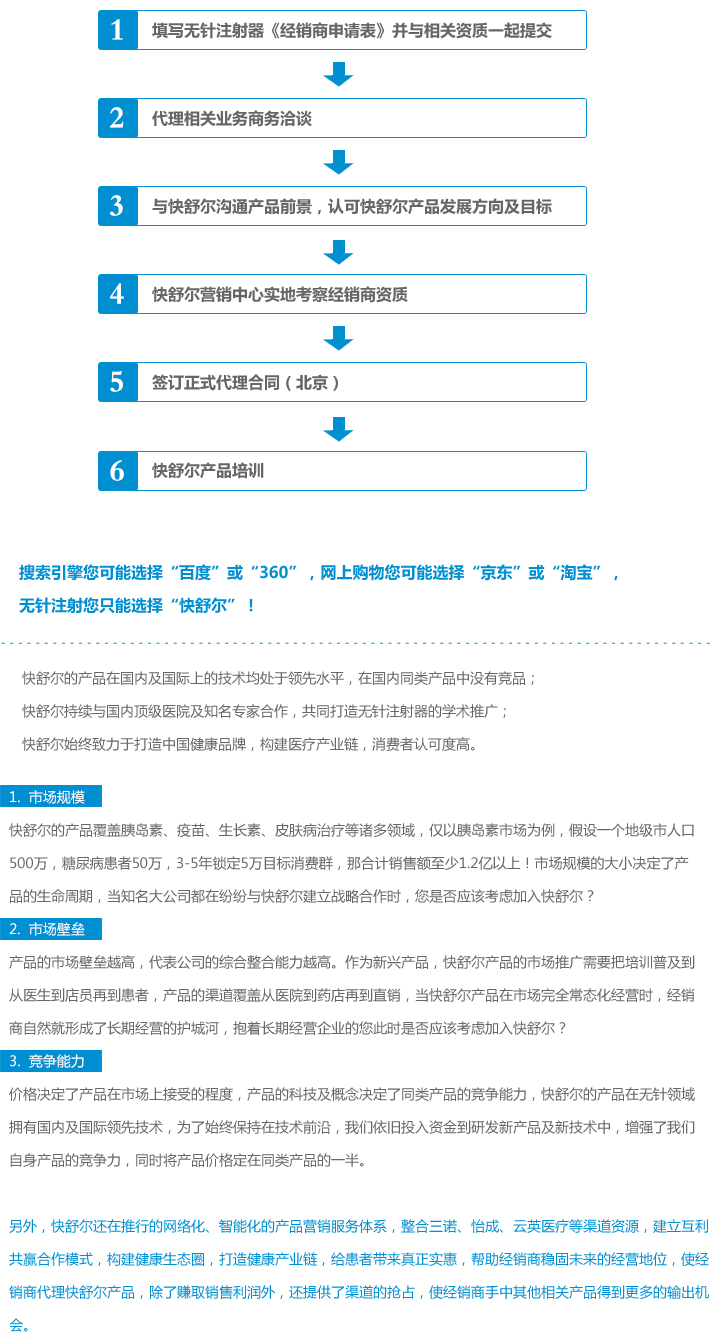 1 填写无针注射器《经销商申请表》并与相关资质一起提交
2 代理相关业务商务洽谈
3 与快舒尔沟通产品前景，认可快舒尔产品发展方向及目标
4 快舒尔营销中心实地考察经销商资质
5 签订正式代理合同（北京）
6 快舒尔产品培训
搜索引擎您可能选择“百度”或“360”，网上购物您可能选择“京东”或“淘宝”，
无针注射您只能选择“快舒尔”！
快舒尔的产品在国内及国际上的技术均处于领先水平，在国内同类产品中没有竞品；
快舒尔持续与国内顶级医院及知名专家合作，共同打造无针注射器的学术推广；
快舒尔始终致力于打造中国健康品牌，构建医疗产业链，消费者认可度高。
1. 市场规模
快舒尔的产品覆盖胰岛素、疫苗、生长素、皮肤病治疗等诸多领域，仅以胰岛素市场为例，假设一个地级市人口
500万，糖尿病患者50万，3-5年锁定5万目标消费群，那合计销售额至少1.2亿以上！市场规模的大小决定了产
品的生命周期，当知名大公司都在纷纷与快舒尔建立战略合作时，您是否应该考虑加入快舒尔？
2. 市场壁垒
产品的市场壁垒越高，代表公司的综合整合能力越高。作为新兴产品，快舒尔产品的市场推广需要把培训普及到
从医生到店员再到患者，产品的渠道覆盖从医院到药店再到直销，当快舒尔产品在市场完全常态化经营时，经销
商自然就形成了长期经营的护城河，抱着长期经营企业的您此时是否应该考虑加入快舒尔？
3. 竞争能力
价格决定了产品在市场上接受的程度，产品的科技及概念决定了同类产品的竞争能力，快舒尔的产品在无针领域
拥有国内及国际领先技术，为了始终保持在技术前沿，我们依旧投入资金到研发新产品及新技术中，增强了我们
自身产品的竞争力，同时将产品价格定在同类产品的一半。
另外，快舒尔还在推行的网络化、智能化的产品营销服务体系，整合三诺、怡成、云英医疗等渠道资源，建立互利
共赢合作模式，构建健康生态圈，打造健康产业链，给患者带来真正实惠，帮助经销商稳固未来的经营地位，使经
销商代理快舒尔产品，除了赚取销售利润外，还提供了渠道的抢占，使经销商手中其他相关产品得到更多的输出机
会。